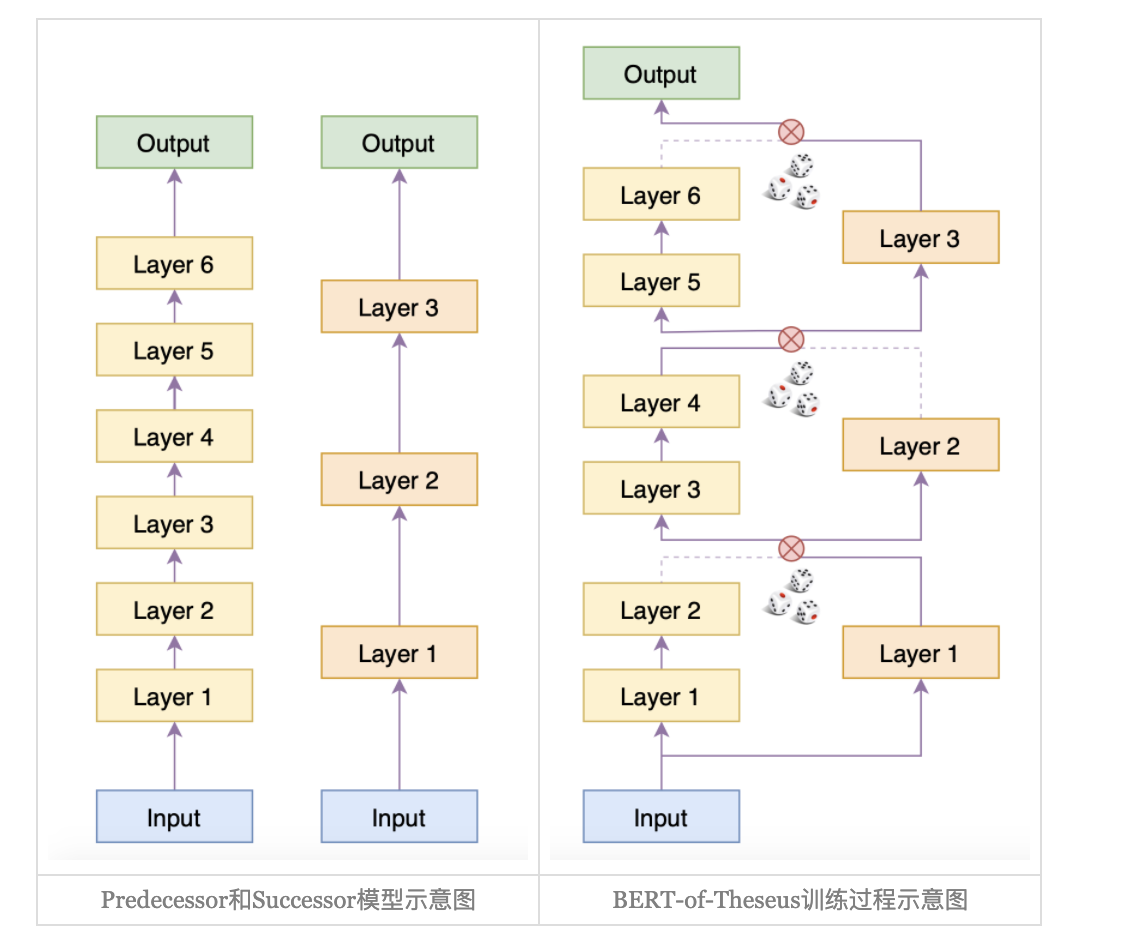 Output
Layer 6
Layer 5
Layer 4
Layer 3
Layer 2
Layer 1
Input
Output
Layer 3
Layer 2
Layer 1
Input
Predecessor和Successor模型示意图
Output
Layer 6
Layer 5
Layer 4
Layer 3
Layer 2
Layer 1
Input
Layer 3
Layer 2
Layer 1
BERT-of-Theseus训练过程示意图